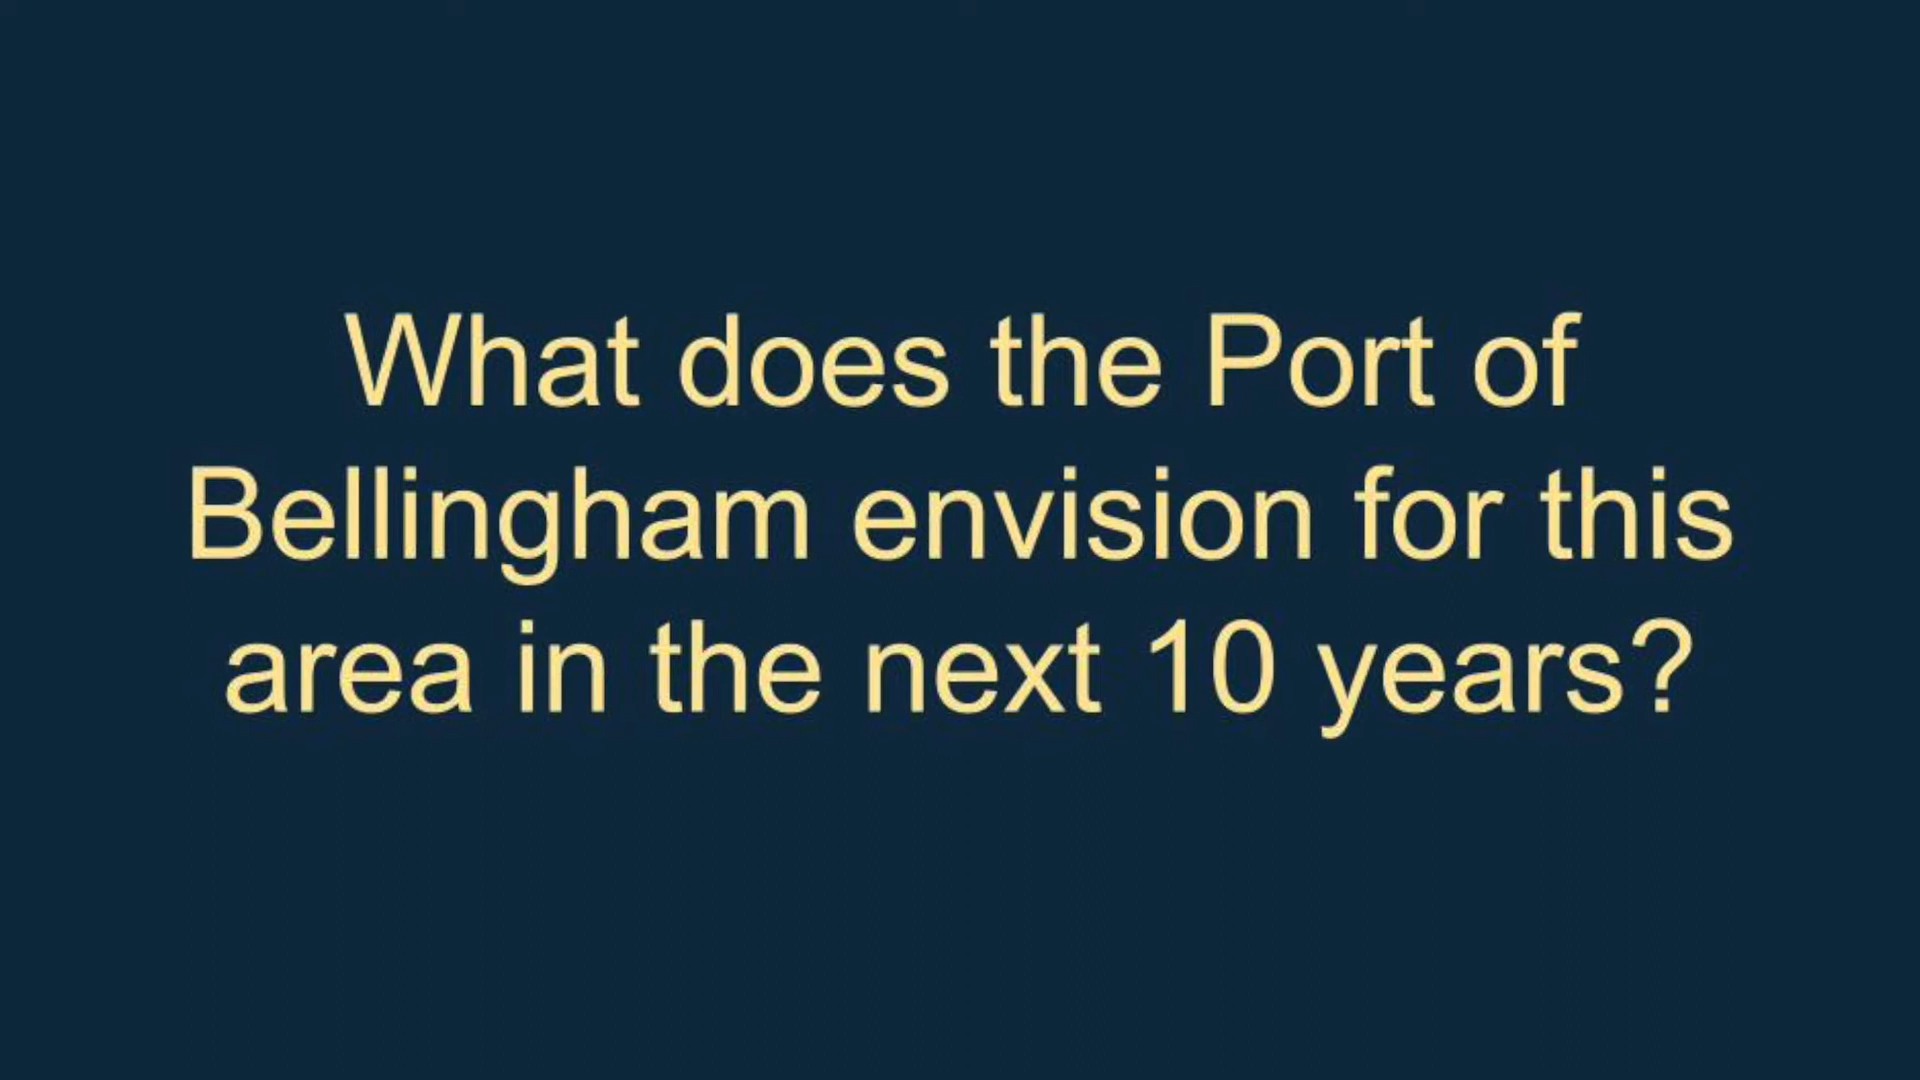 What does the Port of
Bellingham envision for this
area in the next 10 years?